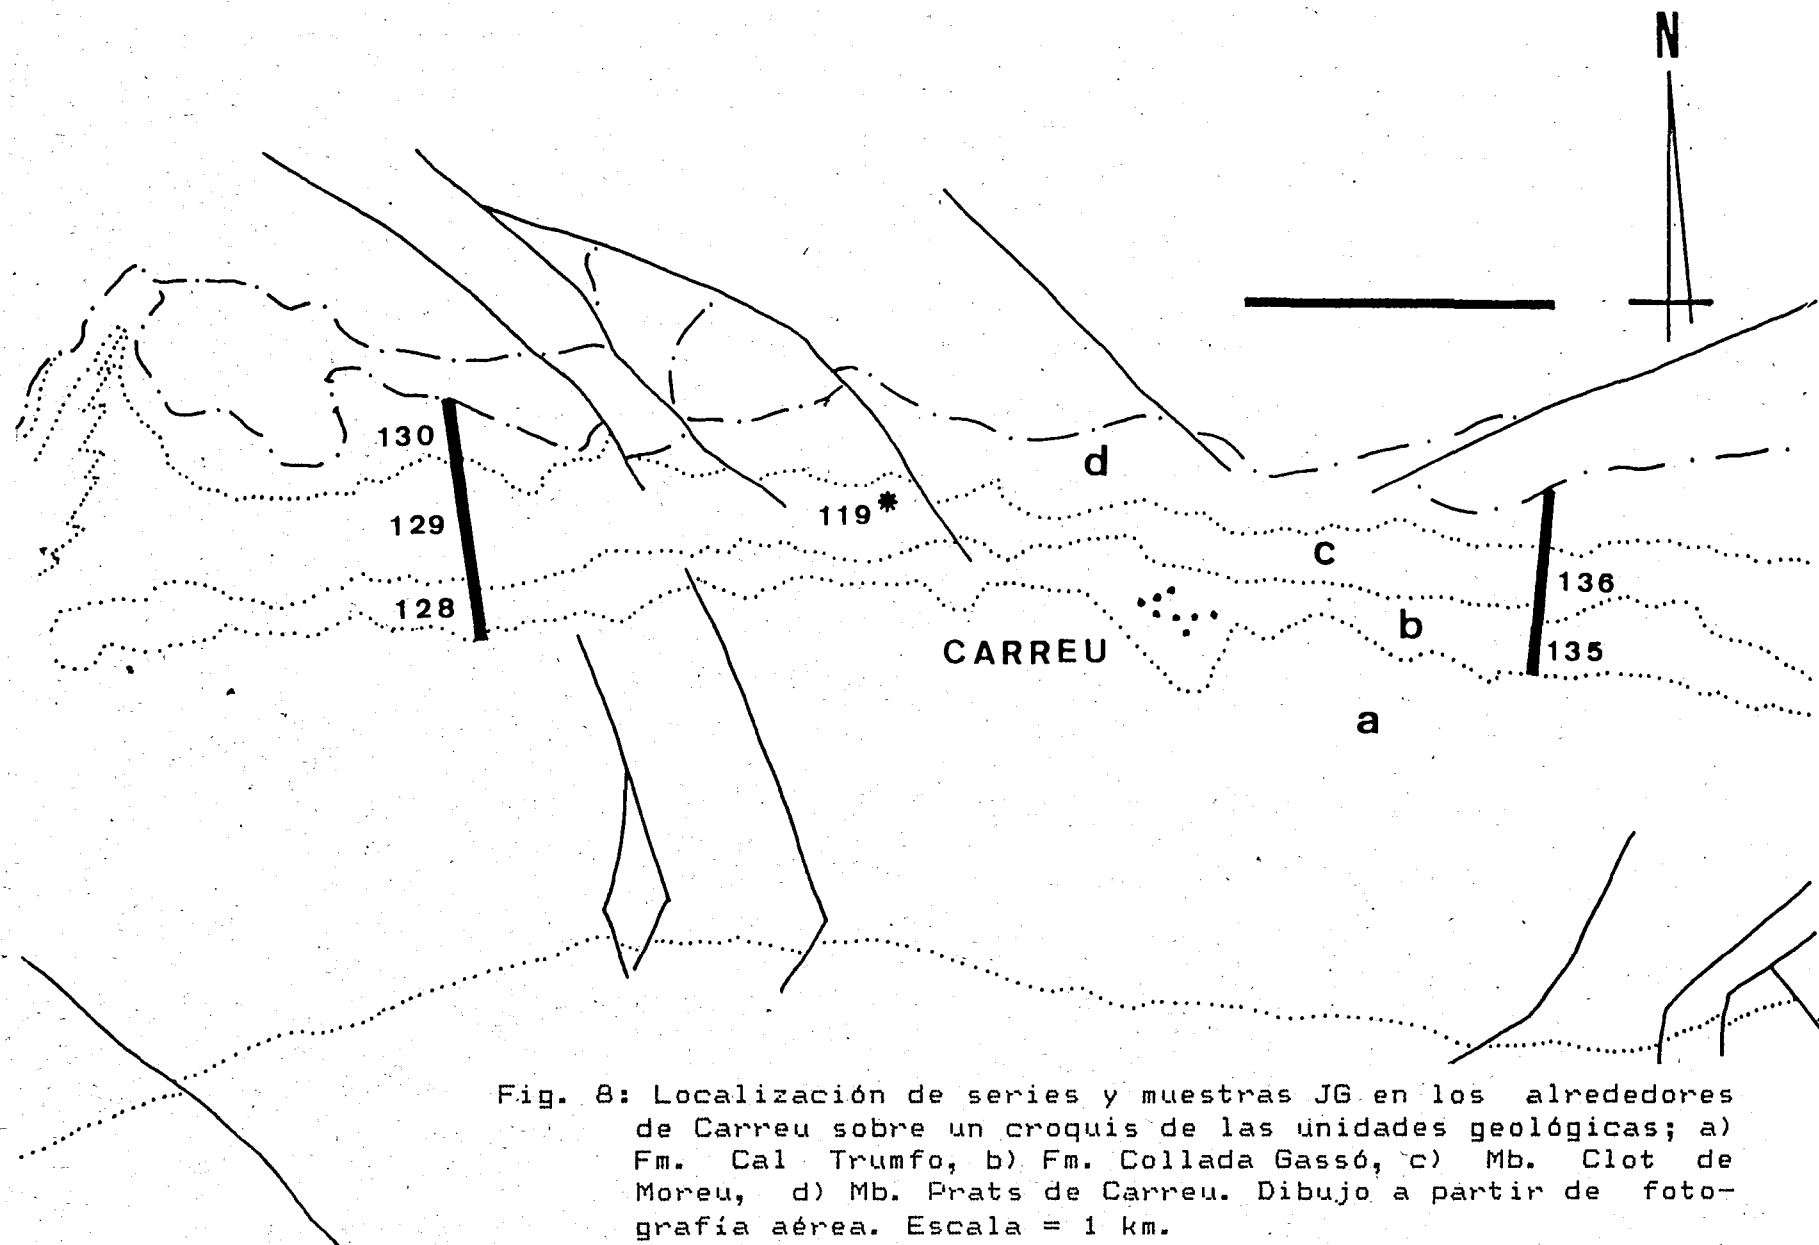 N
130
d
129
119*
c
136
128
b
CARREU
135
a
Fig. 8: Localización de series y muestras JG en los alrededores
de Carreu sobre un croquis de las unidades geológicas; a)
Fm. Cal Trumfo, b) Fm. Collada Gassó, c) Mb. Clot de
Moreu, d) Mb. Prats de Carreu. Dibujo a partir de foto-
grafía aérea. Escala = 1 km.